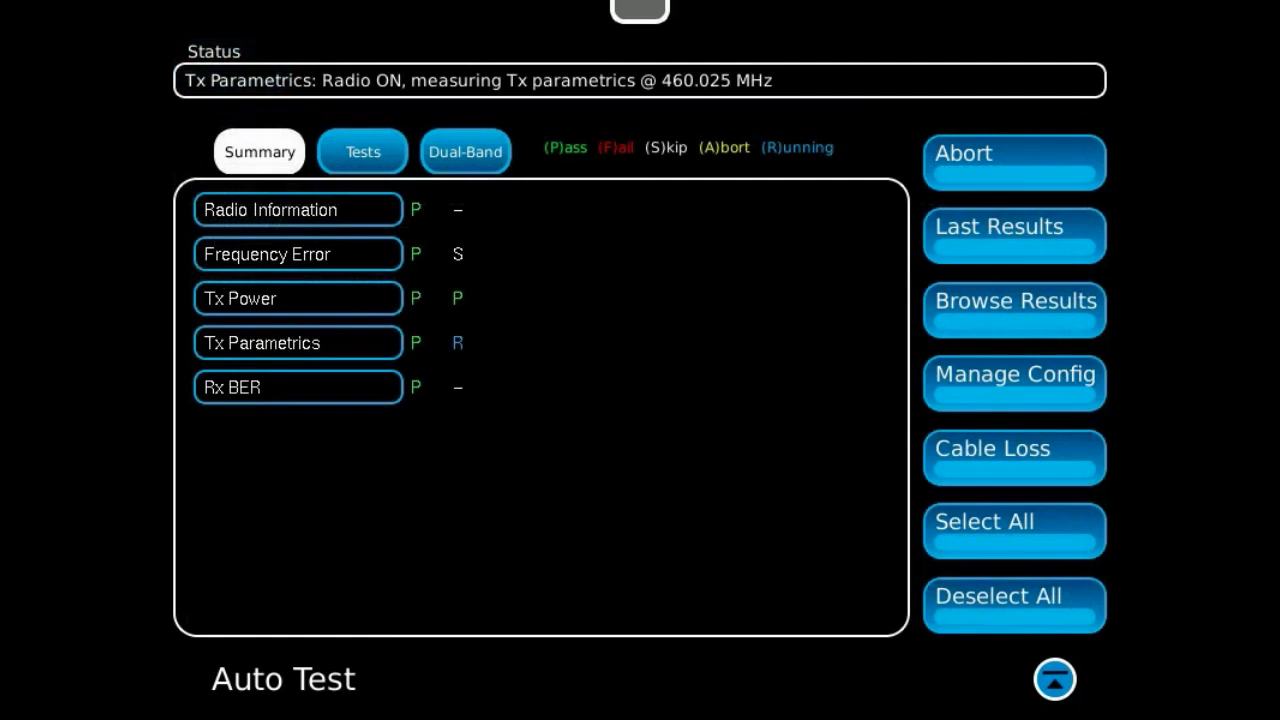 Status
Tx Parametrics: Radio ON, measuring Tx parametrics @ 460.025 MHz
Summary Tests Dual-Band (P)ass (F)ail (S)kip (A)bort (R)unning
Radio Information P –
Frequency Error P S
Tx Power P P
Tx Parametrics P R
Rx BER P –
Abort
Last Results
Browse Results
Manage Config
Cable Loss
Select All
Deselect All
Auto Test